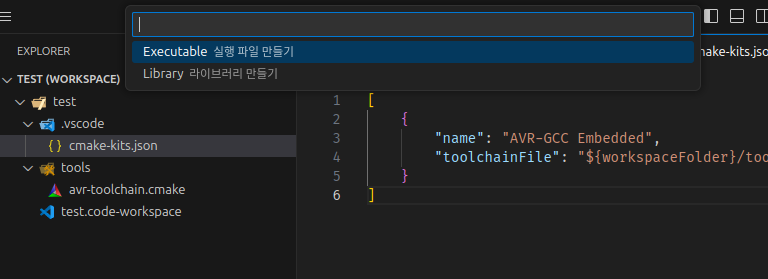 Executable 실행 파일 만들기
Library 라이브러리 만들기
EXPLORER
TEST (WORKSPACE)
test
.vscode
cmake-kits.json
tools
avr-toolchain.cmake
test.code-workspace
make-kits.jso
1 [
2 {
3 "name": "AVR-GCC Embedded",
4 "toolchainFile": "${workspaceFolder}/too
5 }
6 ]